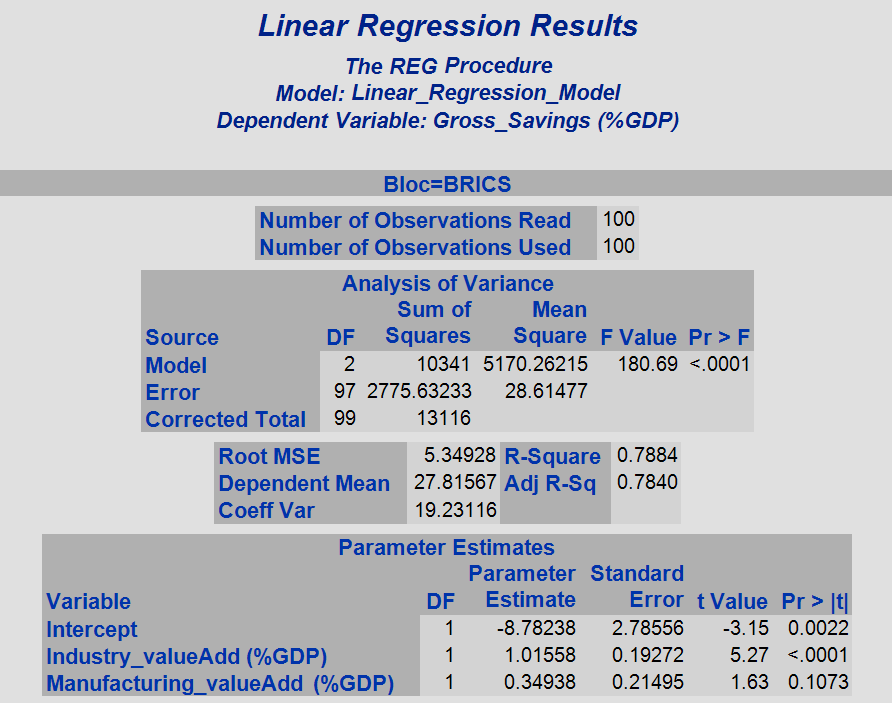 Linear Regression Results
The REG Procedure
Model: Linear_Regression_Model
Dependent Variable: Gross_Savings (%GDP)
Bloc=BRICS
Number of Observations Read 100
Number of Observations Used 100
Analysis of Variance
Sum of Mean
Source DF Squares Square F Value Pr > F
Model 2 10341 5170.26215 180.69 <.0001
Error 97 2775.63233 28.61477
Corrected Total 99 13116
Root MSE 5.34928 R-Square 0.7884
Dependent Mean 27.81567 Adj R-Sq 0.7840
Coeff Var 19.23116
Parameter Estimates
Parameter Standard
Variable DF Estimate Error t Value Pr > |t|
Intercept 1 -8.78238 2.78556 -3.15 0.0022
Industry_valueAdd (%GDP) 1 1.01558 0.19272 5.27 <.0001
Manufacturing_valueAdd (%GDP) 1 0.34938 0.21495 1.63 0.1073